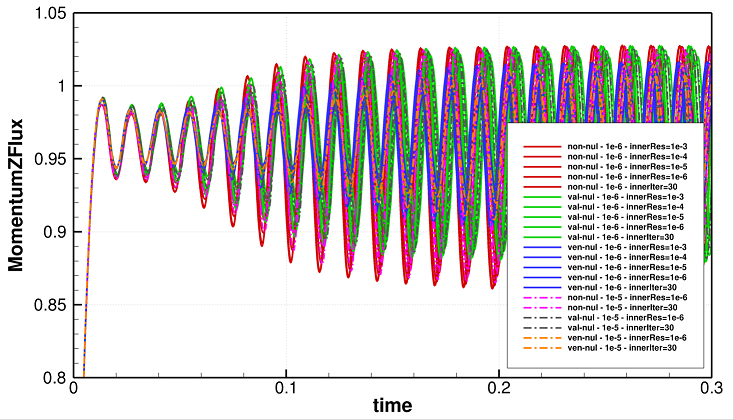 1.05
1
0.95
0.9
0.85
0.8
MomentumZFlux
0
0.1
0.2
0.3
time
non-nul - 1e-6 - innerRes=1e-3
non-nul - 1e-6 - innerRes=1e-4
non-nul - 1e-6 - innerRes=1e-5
non-nul - 1e-6 - innerRes=1e-6
non-nul - 1e-6 - innerIter=30
val-nul - 1e-6 - innerRes=1e-3
val-nul - 1e-6 - innerRes=1e-4
val-nul - 1e-6 - innerRes=1e-5
val-nul - 1e-6 - innerRes=1e-6
val-nul - 1e-6 - innerIter=30
ven-nul - 1e-6 - innerRes=1e-3
ven-nul - 1e-6 - innerRes=1e-4
ven-nul - 1e-6 - innerRes=1e-5
ven-nul - 1e-6 - innerRes=1e-6
ven-nul - 1e-6 - innerIter=30
non-nul - 1e-5 - innerRes=1e-6
non-nul - 1e-5 - innerIter=30
val-nul - 1e-5 - innerRes=1e-6
val-nul - 1e-5 - innerIter=30
ven-nul - 1e-5 - innerRes=1e-6
ven-nul - 1e-5 - innerIter=30